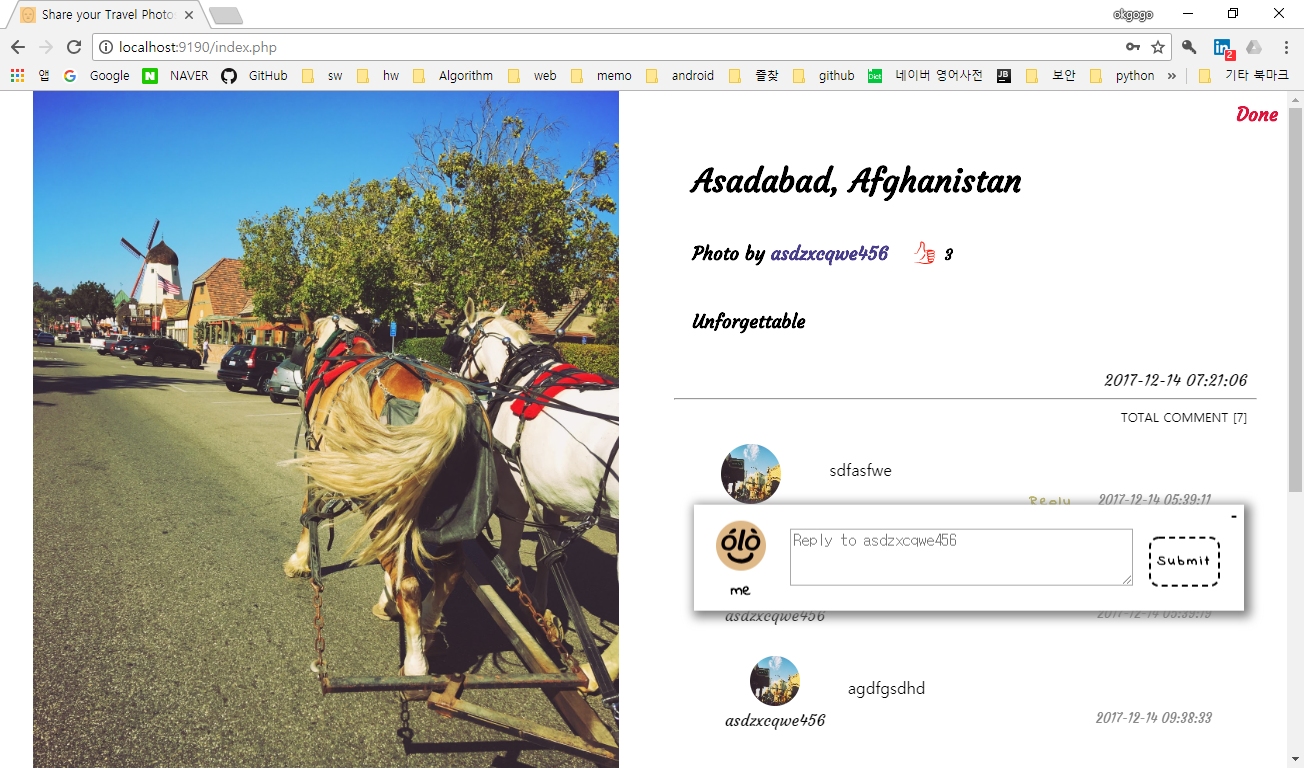 Share your Travel Photo
okgogo
localhost:9190/index.php
2
앱 Google NAVER GitHub sw hw Algorithm web memo android 즐찾 github 네이버 영어사전 보안 python » 기타 북마크
Done
Asadabad, Afghanistan
Photo by asdzxcqwe456 3
Unforgettable
2017-12-14 07:21:06
TOTAL COMMENT [7]
sdfasfwe
Reply 2017-12-14 05:39:11
-
Reply to asdzxcqwe456
Submit
me
asdzxcqwe456 2017-12-14 05:39:19
agdfgsdhd
asdzxcqwe456 2017-12-14 09:38:33